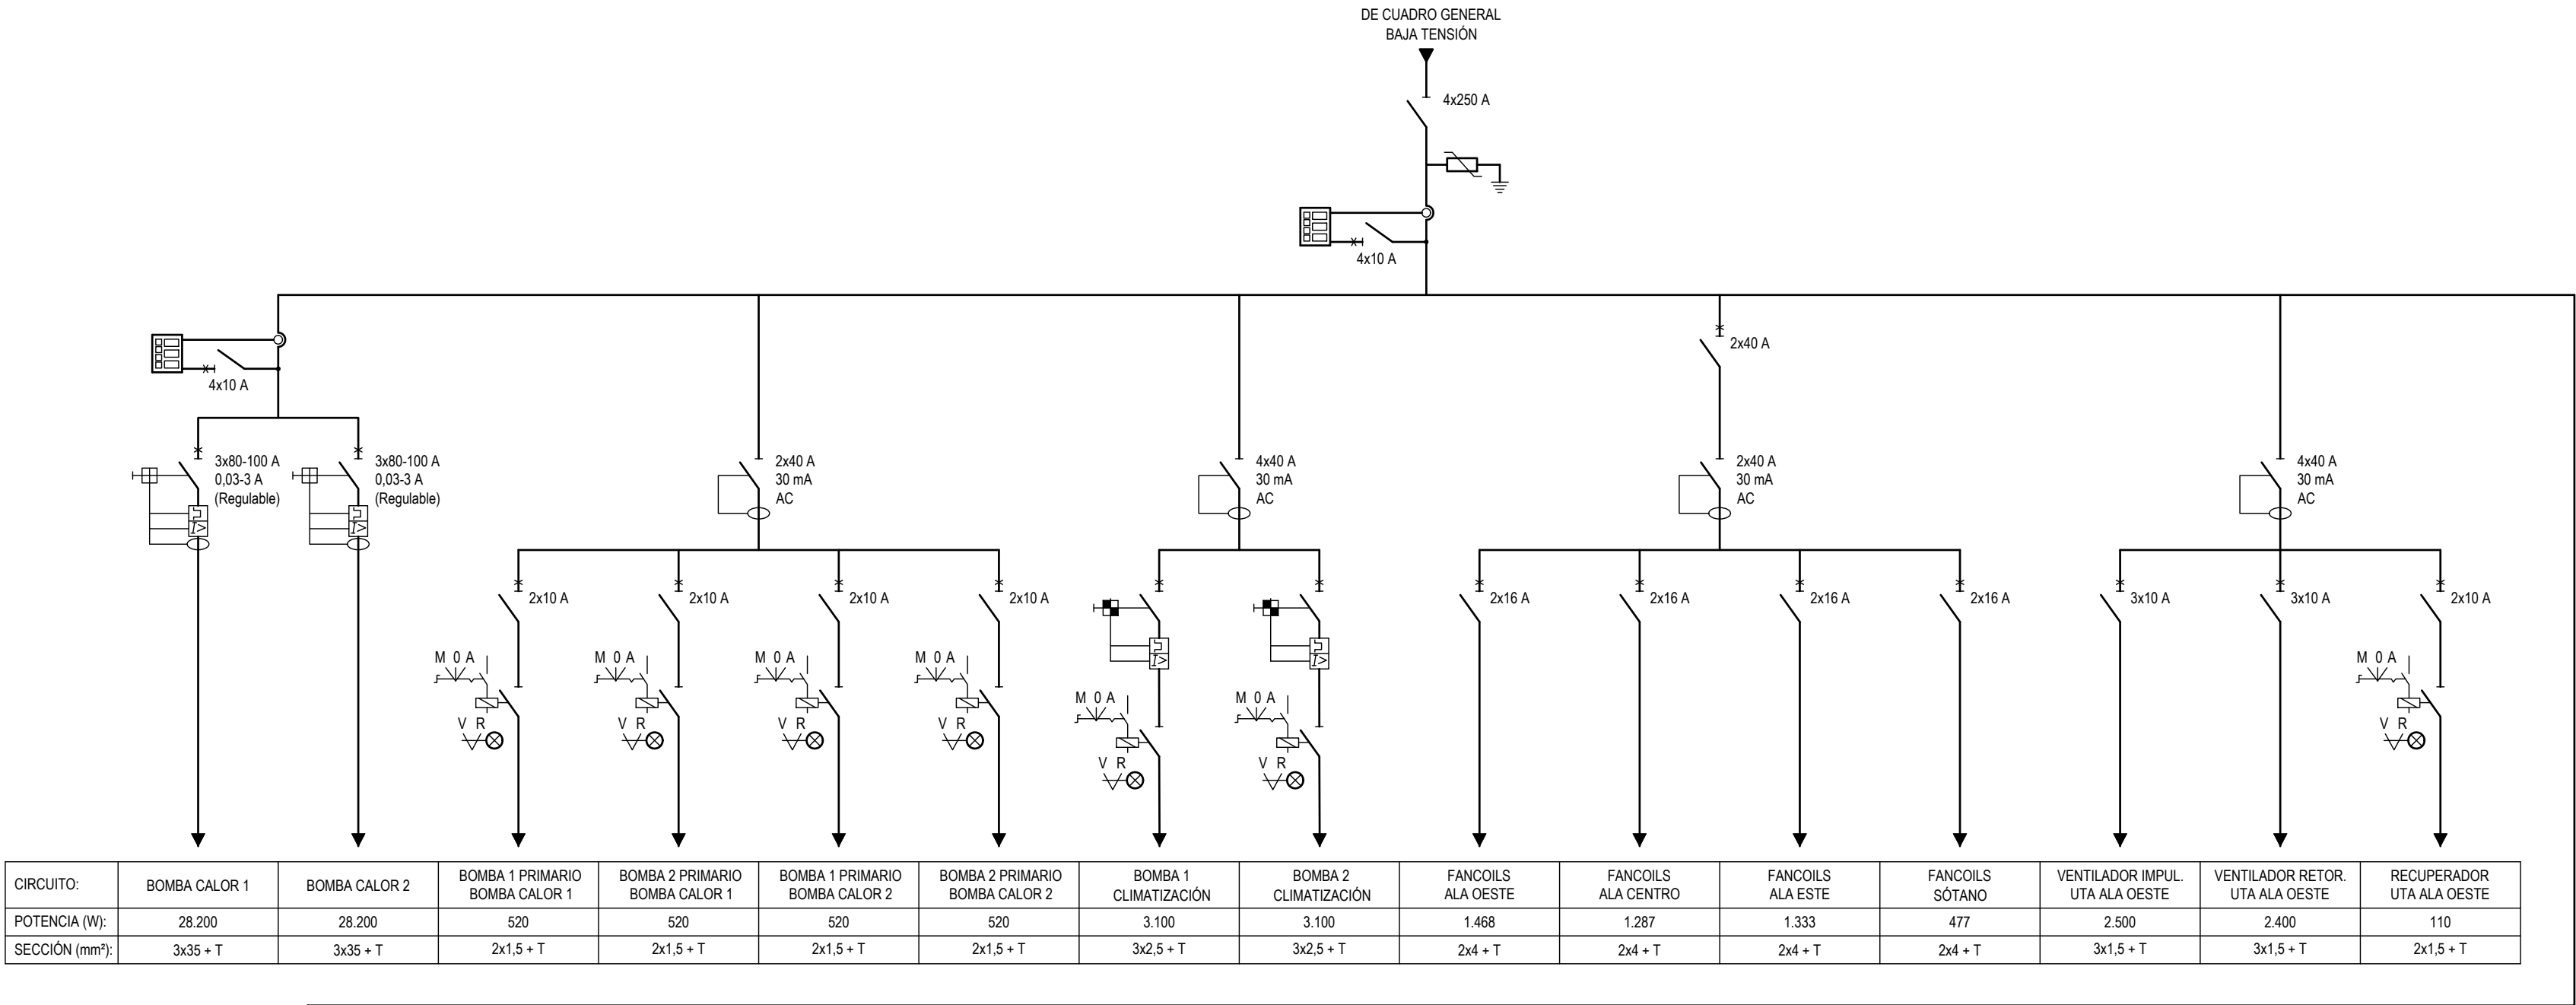 DE CUADRO GENERAL
BAJA TENSIÓN
4x250 A
4x10 A
4x10 A
2x40 A
3x80-100 A
0,03-3 A
(Regulable)
3x80-100 A
0,03-3 A
(Regulable)
2x40 A
30 mA
AC
4x40 A
30 mA
AC
2x40 A
30 mA
AC
4x40 A
30 mA
AC
I>
I>
2x10 A
2x10 A
2x10 A
2x10 A
2x16 A
2x16 A
2x16 A
2x16 A
3x10 A
3x10 A
2x10 A
I>
I>
M 0 A
M 0 A
M 0 A
M 0 A
M 0 A
V R
V R
V R
V R
V R
M 0 A
M 0 A
V R
V R
CIRCUITO: BOMBA CALOR 1 BOMBA CALOR 2
BOMBA 1 PRIMARIO
BOMBA CALOR 1
BOMBA 2 PRIMARIO
BOMBA CALOR 1
BOMBA 1 PRIMARIO
BOMBA CALOR 2
BOMBA 2 PRIMARIO
BOMBA CALOR 2
BOMBA 1
CLIMATIZACIÓN
BOMBA 2
CLIMATIZACIÓN
FANCOILS
ALA OESTE
FANCOILS
ALA CENTRO
FANCOILS
ALA ESTE
FANCOILS
SÓTANO
VENTILADOR IMPUL.
UTA ALA OESTE
VENTILADOR RETOR.
UTA ALA OESTE
RECUPERADOR
UTA ALA OESTE
POTENCIA (W): 28.200 28.200 520 520 520 520 3.100 3.100 1.468 1.287 1.333 477 2.500 2.400 110
SECCIÓN (mm²): 3x35 + T 3x35 + T 2x1,5 + T 2x1,5 + T 2x1,5 + T 2x1,5 + T 3x2,5 + T 3x2,5 + T 2x4 + T 2x4 + T 2x4 + T 2x4 + T 3x1,5 + T 3x1,5 + T 2x1,5 + T